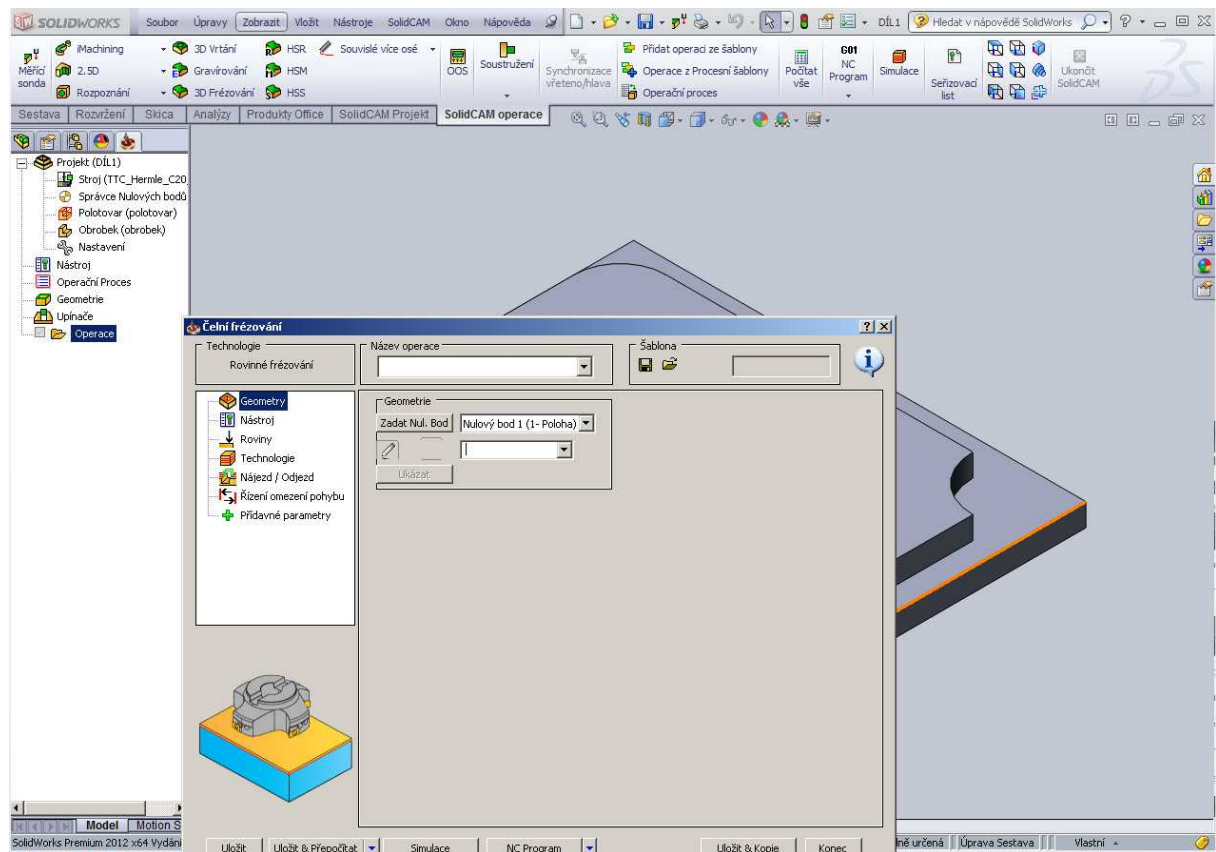 SOLIDWORKS Soubor Úpravy Zobrazit Vložit Nástroje SolidCAM Okno Nápověda DÍL1 Hledat v nápovědě SolidWorks
Měřící sonda
iMachining
2.5D
Rozpoznání
3D Vrtání
Gravírování
3D Frézování
HSR
HSM
HSS
Souvislé více osé
OOS
Soustružení
Synchronizace vřeteno/hlava
Přidat operaci ze šablony
Operace z Procesní šablony
Operační proces
Počítat vše
G01
NC Program
Simulace
Seřizovací list
Ukončit SolidCAM
Sestava Rozvržení Skica Analýzy Produkty Office SolidCAM Projekt SolidCAM operace
Projekt (DÍL1)
Stroj (TTC_Hermle_C20
Správce Nulových bodů
Polotovar (polotovar)
Obrobek (obrobek)
Nastavení
Nástroj
Operační Proces
Geometrie
Upínače
Operace
Čelní frézování
Technologie
Rovinné frézování
Název operace
Šablona
Geometry
Nástroj
Roviny
Technologie
Nájezd / Odjezd
Řízení omezení pohybu
Přídavné parametry
Geometrie
Zadat Nul. Bod Nulový bod 1 (1- Poloha)
Ukázat
Uložit Uložit & Přepočítat Simulace NC Program Uložit & Kopie Konec
Model Motion S
SolidWorks Premium 2012 x64 Vydání
ně určená Úprava Sestava Vlastní